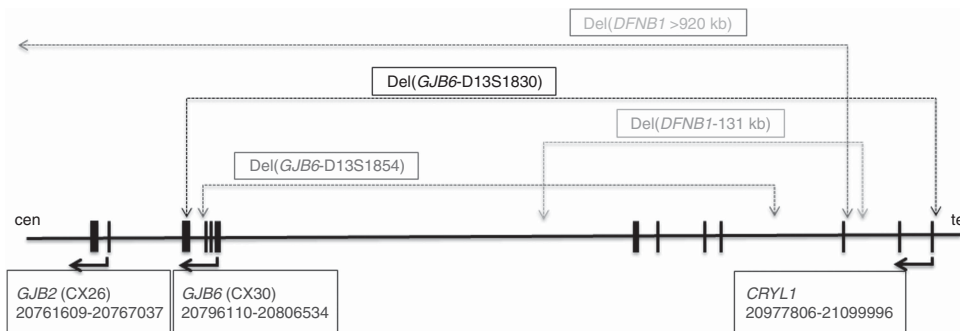 Del(DFNB1 >920 kb)
Del(GJB6-D13S1830)
Del(DFNB1-131 kb)
Del(GJB6-D13S1854)
cen
te
GJB2 (CX26)
20761609-20767037
GJB6 (CX30)
20796110-20806534
CRYL1
20977806-21099996